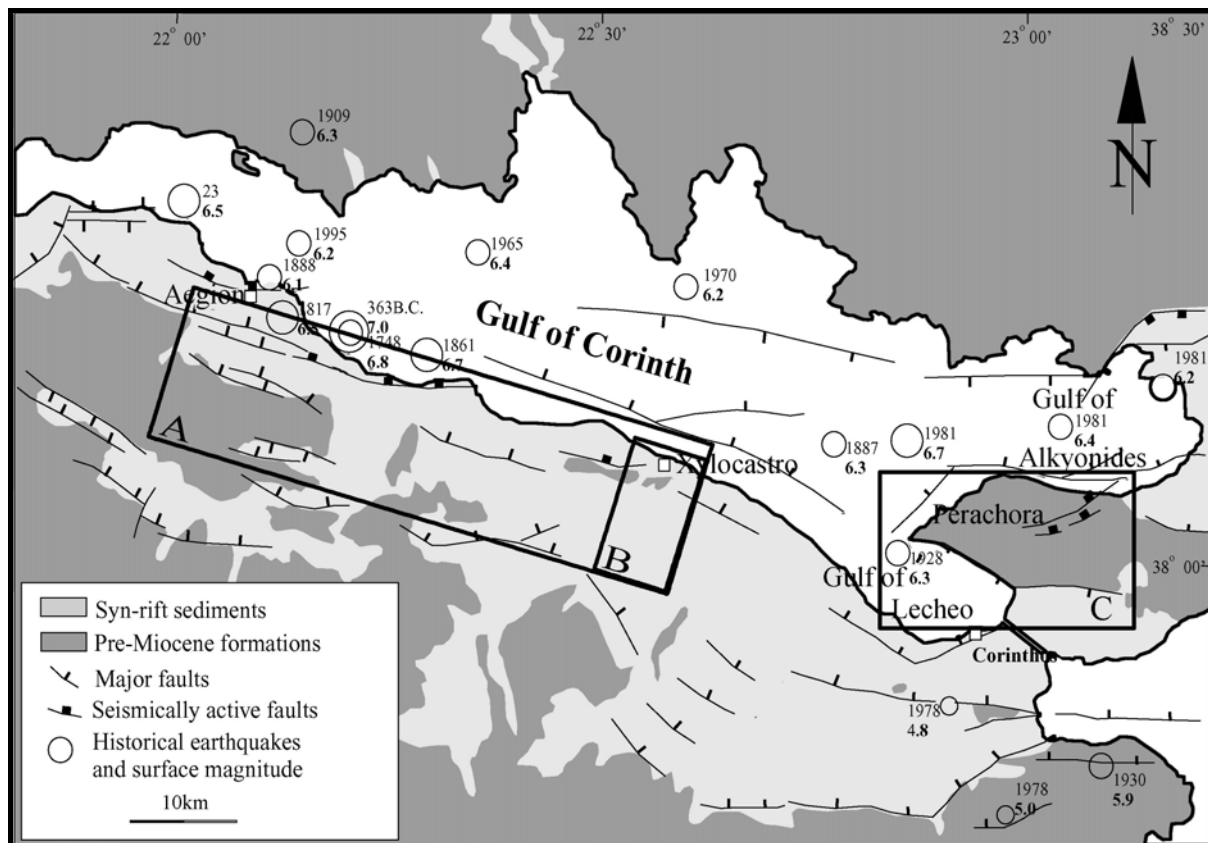 22° 00'
22° 30'
23° 00'
38° 30'
N
1909
6.3
23
6.5
1995
6.2
1888
6.1
1965
6.4
1970
6.2
Aegion
1817
363B.C.
7.0
1748
6.8
1861
6.7
Gulf of Corinth
1981
6.2
Gulf of
Alkyonides
1981
6.4
1887
6.3
1981
6.7
A
Xylocastro
B
Perachora
1928
6.3
Gulf of
Lecheo
C
38° 00'
Corinthos
1978
4.8
1930
5.9
1978
5.0
Syn-rift sediments
Pre-Miocene formations
Major faults
Seismically active faults
Historical earthquakes
and surface magnitude
10km